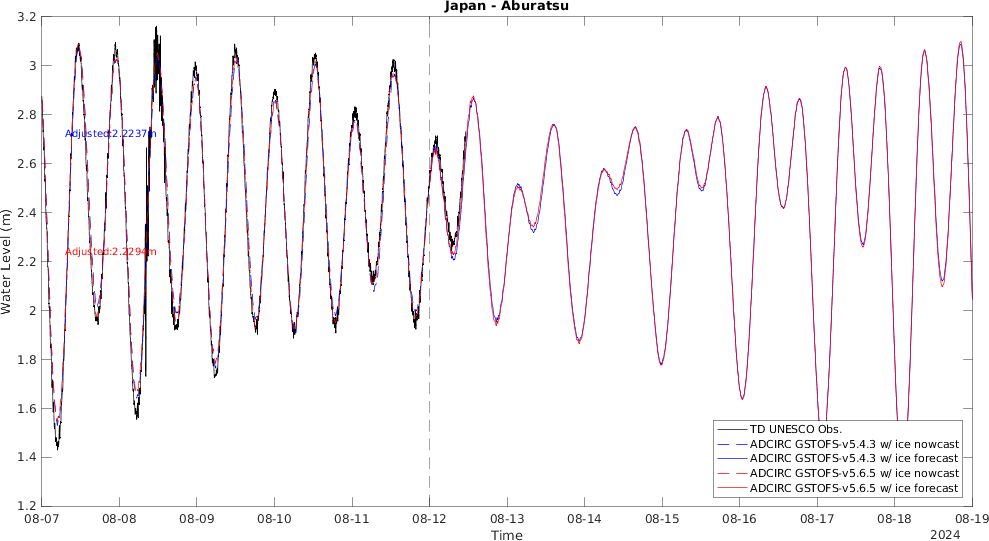 Japan - Aburatsu
3.2
3
2.8
2.6
2.4
2.2
2
1.8
1.6
1.4
1.2
Water Level (m)
Adjusted:2.2237m
Adjusted:2.2294m
TD UNESCO Obs.
ADCIRC GSTOFS-v5.4.3 w/ ice nowcast
ADCIRC GSTOFS-v5.4.3 w/ ice forecast
ADCIRC GSTOFS-v5.6.5 w/ ice nowcast
ADCIRC GSTOFS-v5.6.5 w/ ice forecast
08-07 08-08 08-09 08-10 08-11 08-12 08-13 08-14 08-15 08-16 08-17 08-18 08-19
Time
2024